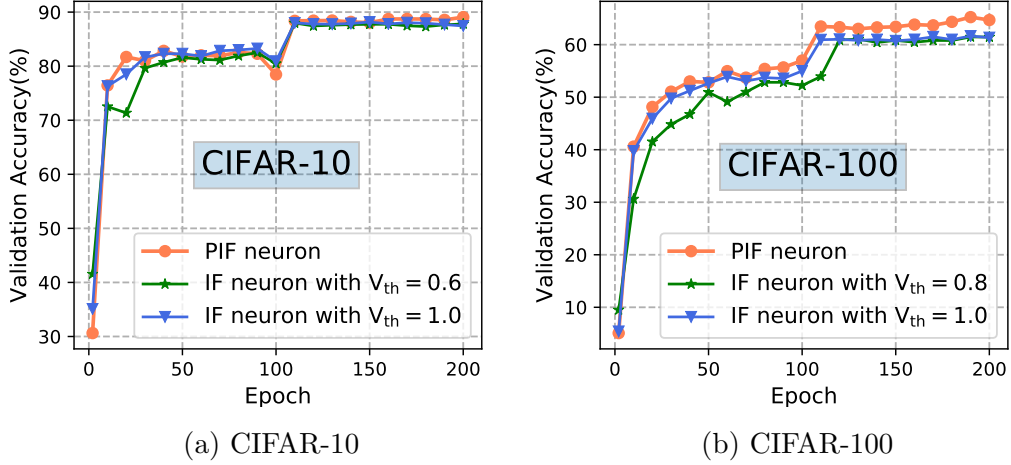 90
80
70
60
50
40
30
Validation Accuracy(%)
CIFAR-10
PIF neuron
IF neuron with V_th = 0.6
IF neuron with V_th = 1.0
0 50 100 150 200
Epoch
(a) CIFAR-10
60
50
40
30
20
10
Validation Accuracy(%)
CIFAR-100
PIF neuron
IF neuron with V_th = 0.8
IF neuron with V_th = 1.0
0 50 100 150 200
Epoch
(b) CIFAR-100